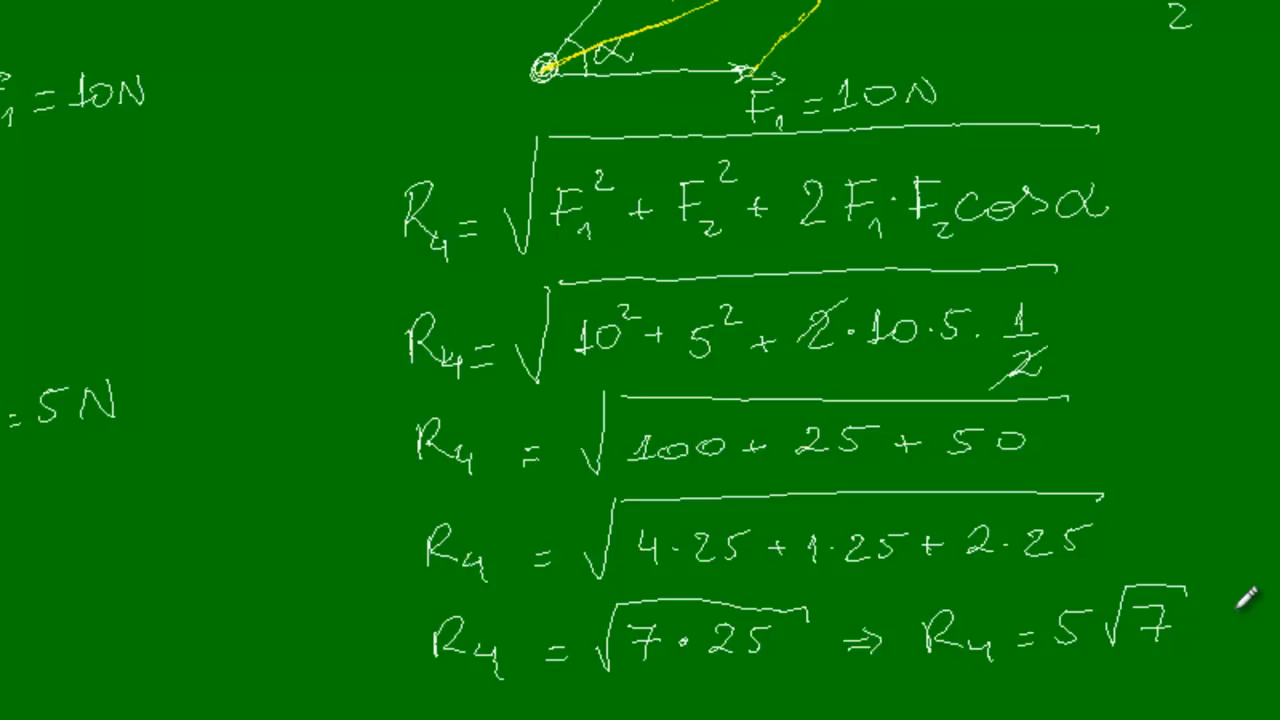 2
α
F₁ = 10N
F₁ = 10N
R₄ = √(F₁² + F₂² + 2F₁·F₂cosα)
R₄ = √(10² + 5² + 2·10·5·1/2)
= 5N
R₄ = √(100 + 25 + 50)
R₄ = √(4·25 + 1·25 + 2·25)
R₄ = √(7·25) ⇒ R₄ = 5√7